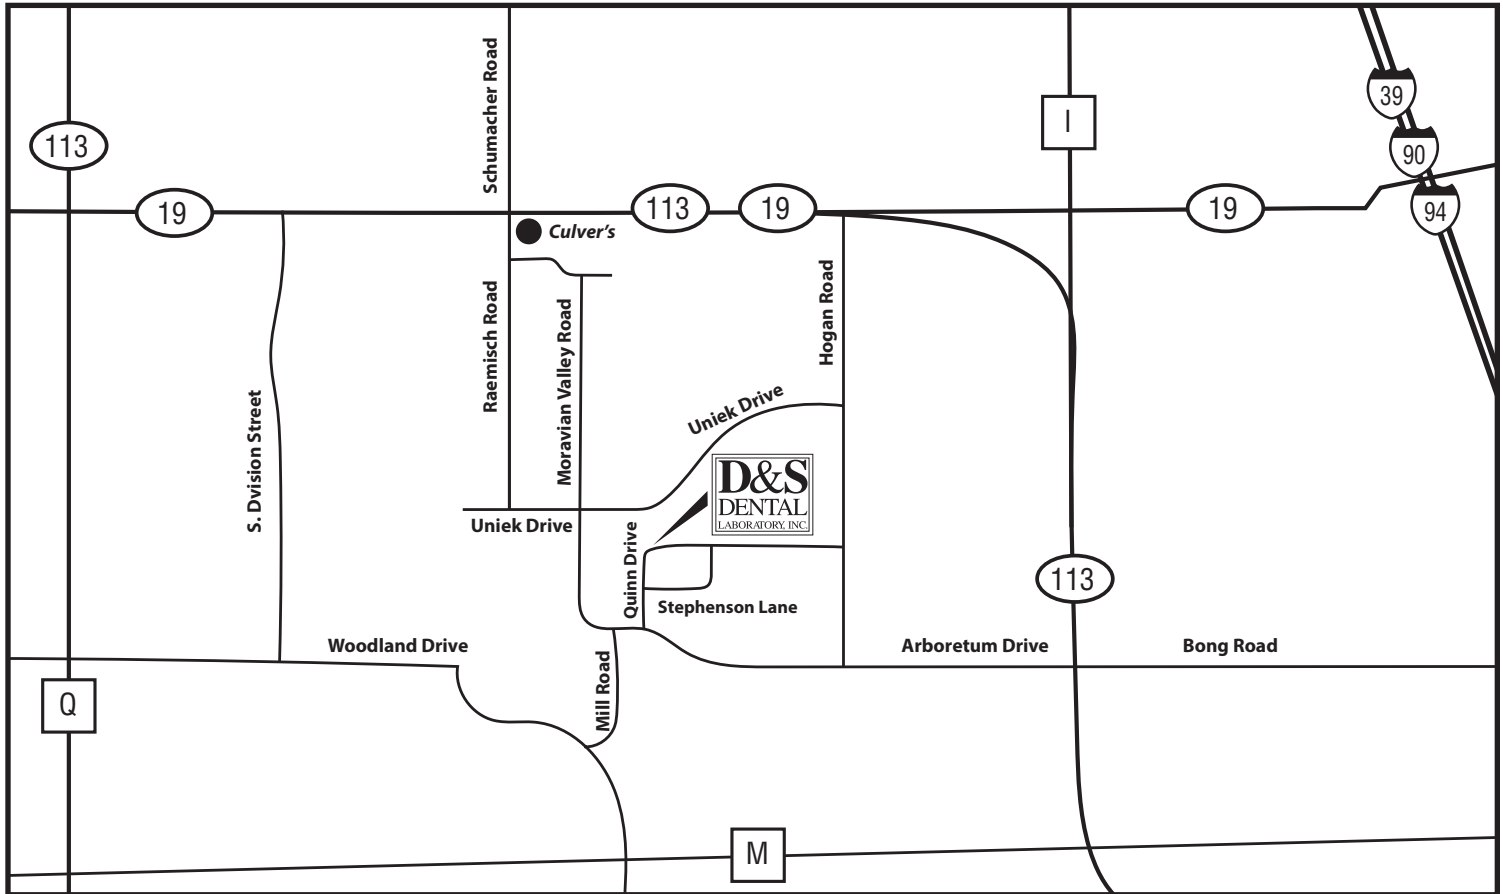 Schumacher Road
39
I
113
90
19
113
19
19
94
Culver's
Raemisch Road
Moravian Valley Road
Hogan Road
S. Dvision Street
Uniek Drive
D&S
DENTAL
LABORATORY, INC.
Uniek Drive
Quinn Drive
113
Stephenson Lane
Woodland Drive
Arboretum Drive
Bong Road
Mill Road
Q
M